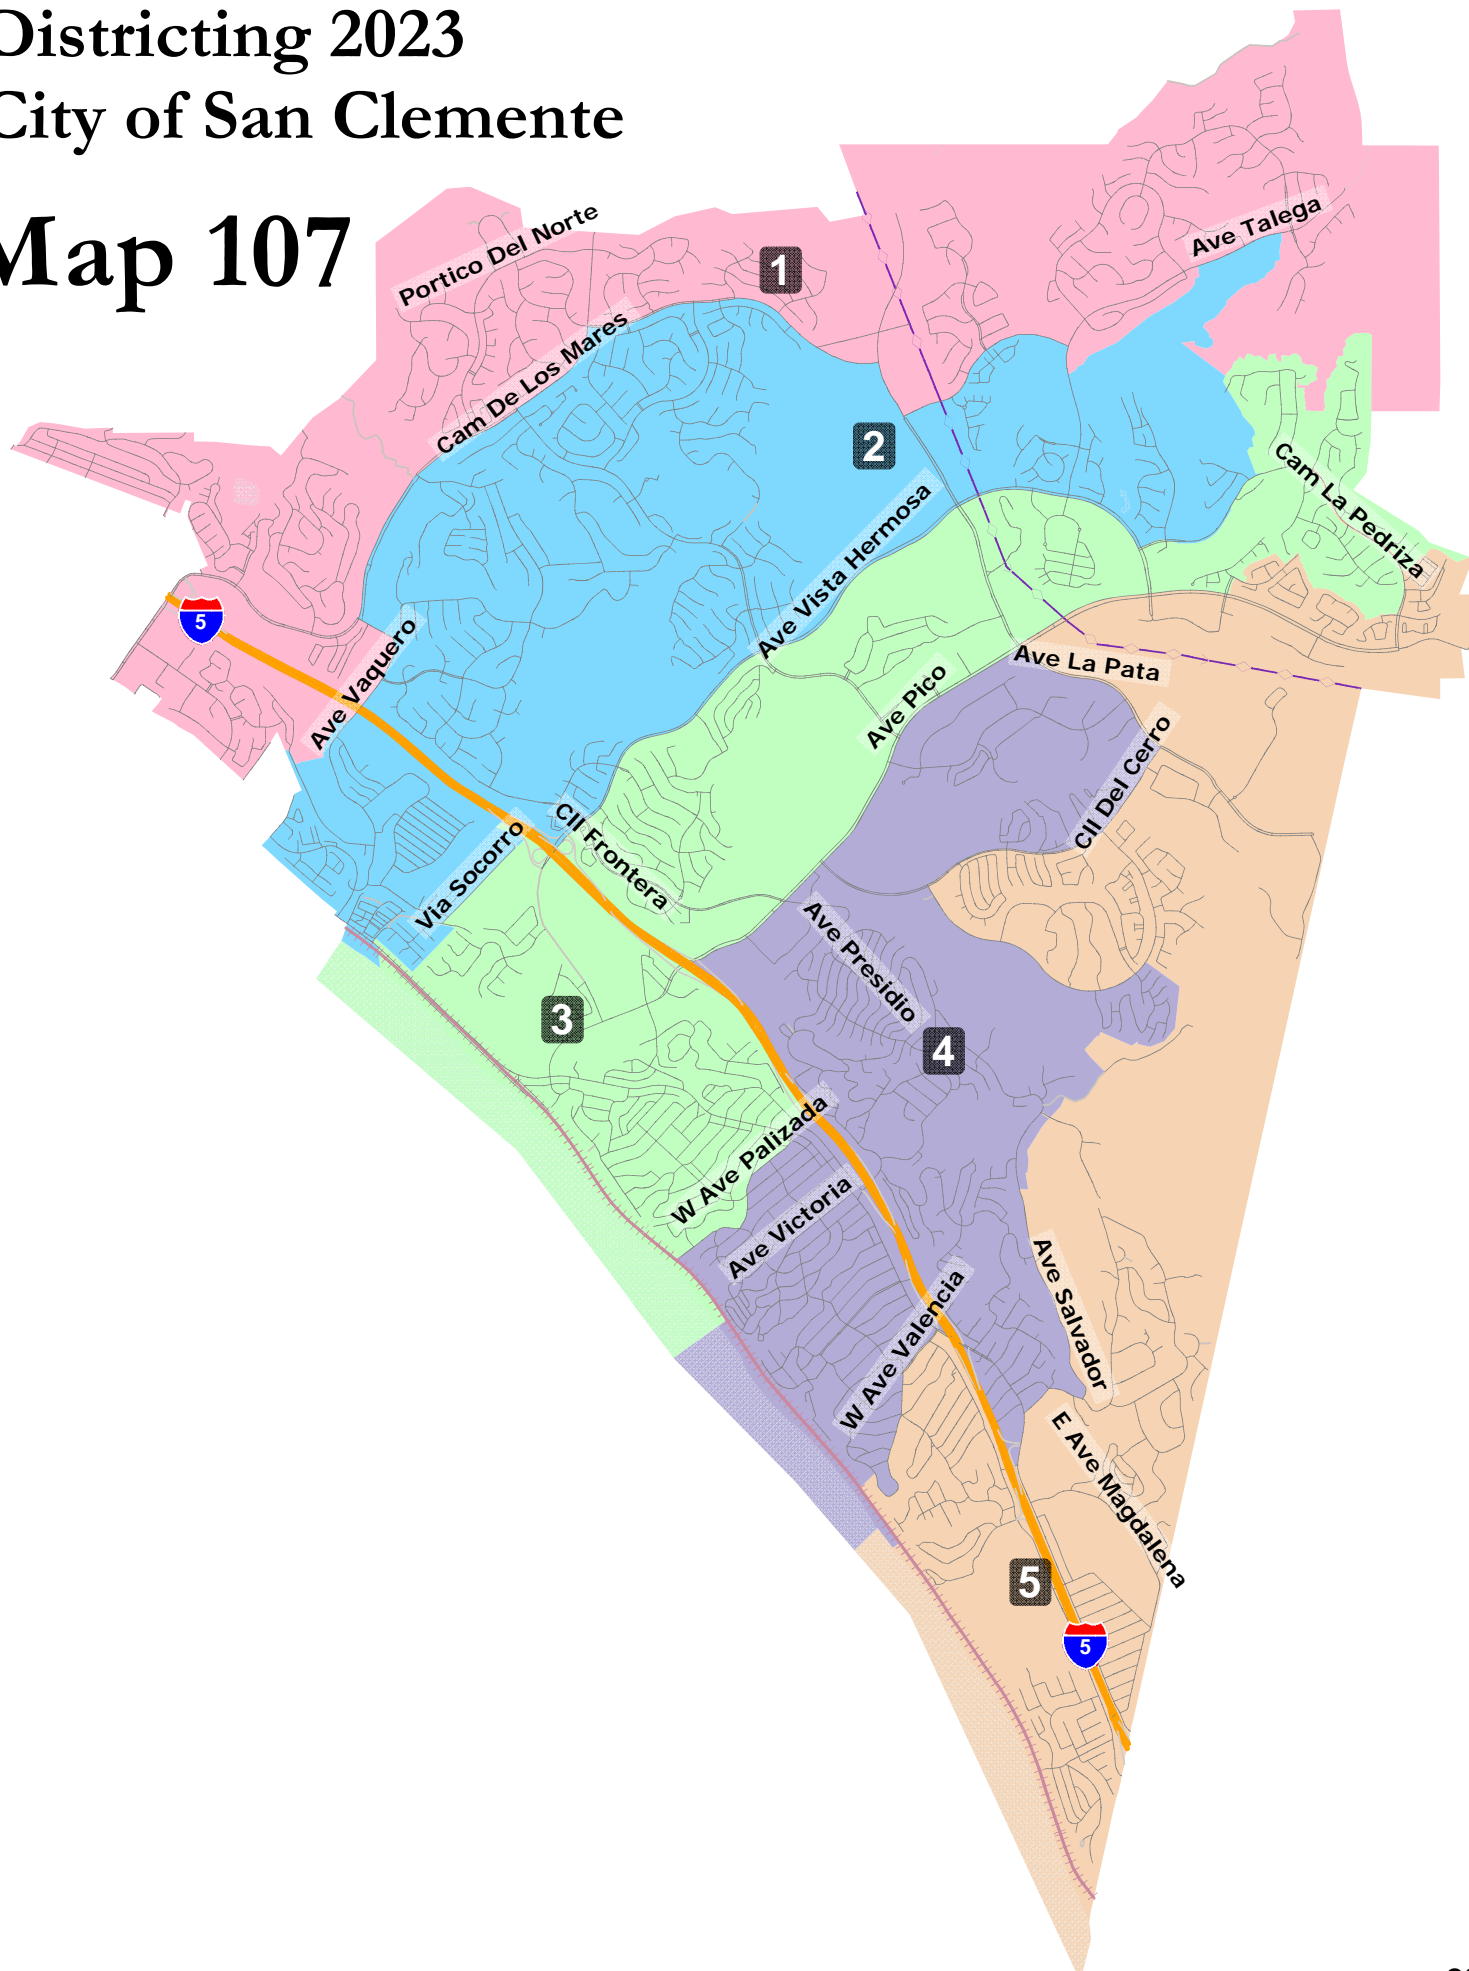 Districting 2023
City of San Clemente
Map 107
Portico Del Norte
1
Ave Talega
Cam De Los Mares
2
Cam La Pedriza
Ave Vista Hermosa
5
Ave Vaquero
Ave La Pata
Ave Pico
Cll Del Cerro
Cll Frontera
Via Socorro
Ave Presidio
3
4
W Ave Palizada
Ave Victoria
W Ave Valencia
Ave Salvador
E Ave Magdalena
5
5